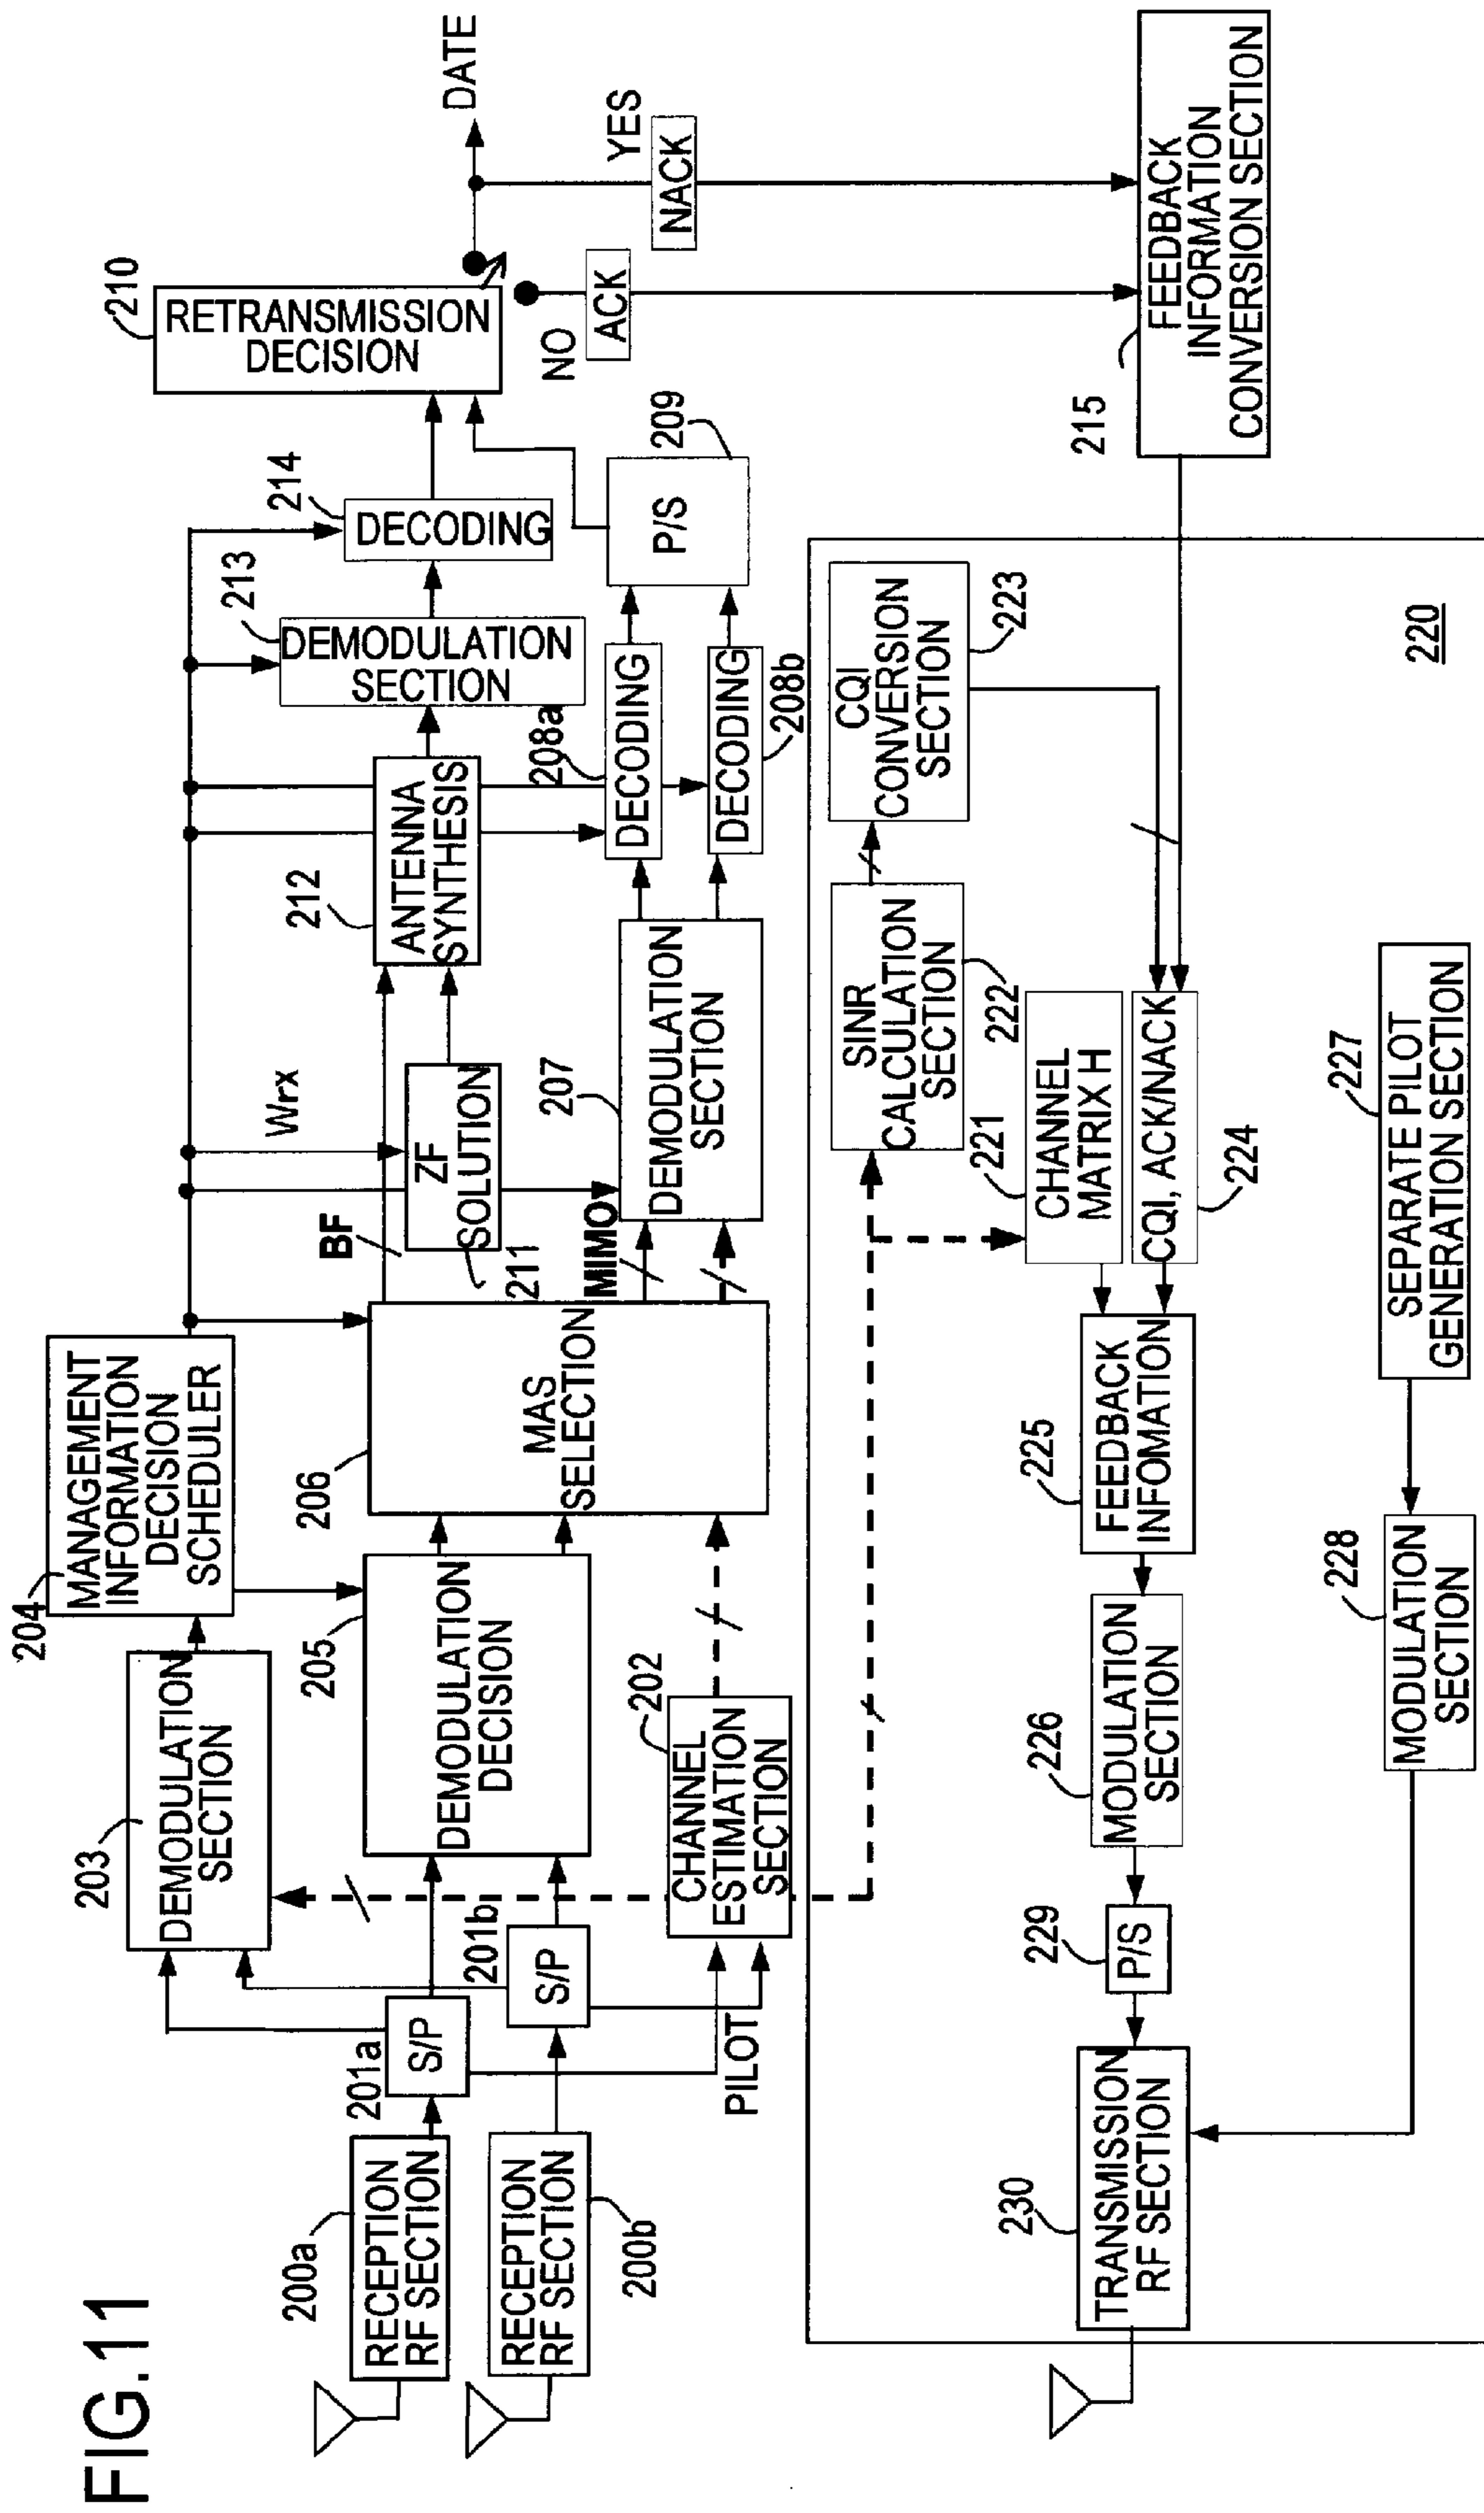 FIG.11
200a
RECEPTION
RF SECTION
RECEPTION
RF SECTION
200b
201a
S/P
201b
S/P
PILOT
203
DEMODULATION
SECTION
204
MANAGEMENT
INFORMATION
DECISION
SCHEDULER
205
DEMODULATION
DECISION
202
CHANNEL
ESTIMATION
SECTION
206
MAS
SELECTION
BF
MIMO
Wrx
ZF
SOLUTION
211
207
DEMODULATION
SECTION
212
ANTENNA
SYNTHESIS
208a
DECODING
DECODING
208b
213
DEMODULATION
SECTION
214
DECODING
P/S
209
210
RETRANSMISSION
DECISION
DATE
NO
ACK
YES
NACK
215
FEEDBACK
INFORMATION
CONVERSION SECTION
220
SINR
CALCULATION
SECTION
222
CQI
CONVERSION
SECTION
223
221
CHANNEL
MATRIX H
CQI, ACK/NACK
224
225
FEEDBACK
INFOMATION
226
MODULATION
SECTION
229
P/S
230
TRANSMISSION
RF SECTION
227
SEPARATE PILOT
GENERATION SECTION
228
MODULATION
SECTION